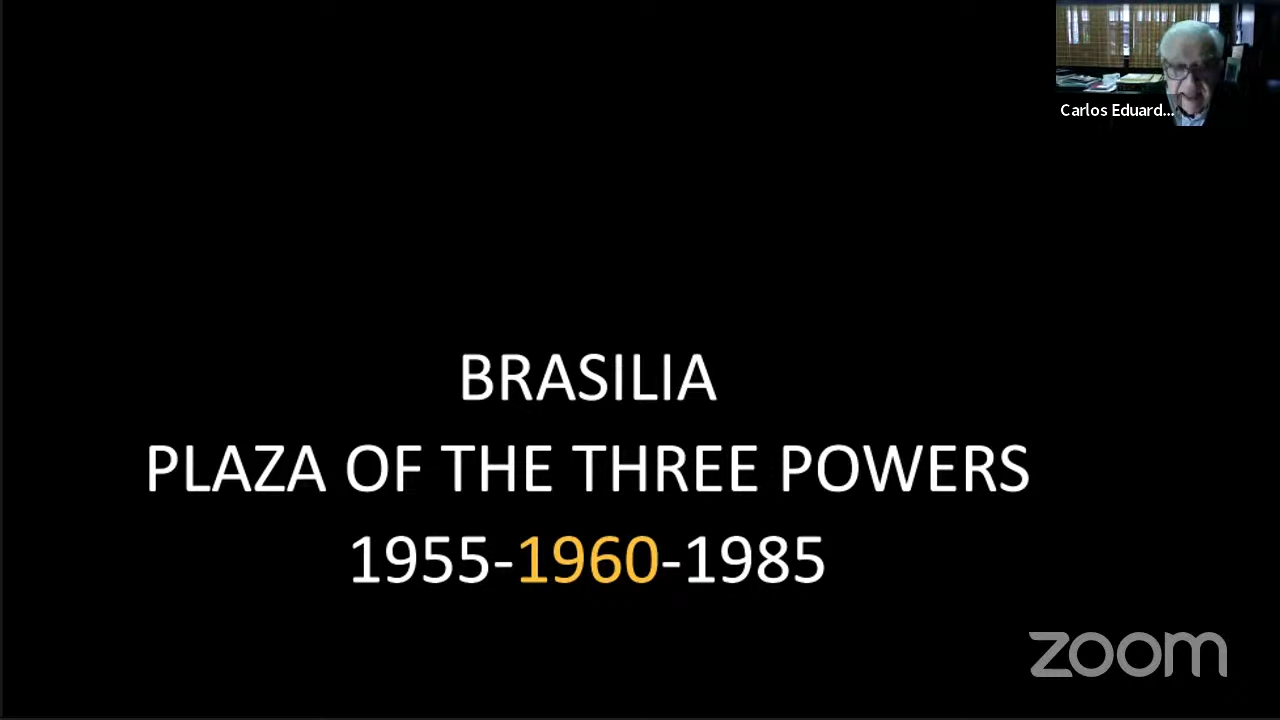 Carlos Eduard...
BRASILIA
PLAZA OF THE THREE POWERS
1955-1960-1985
zoom